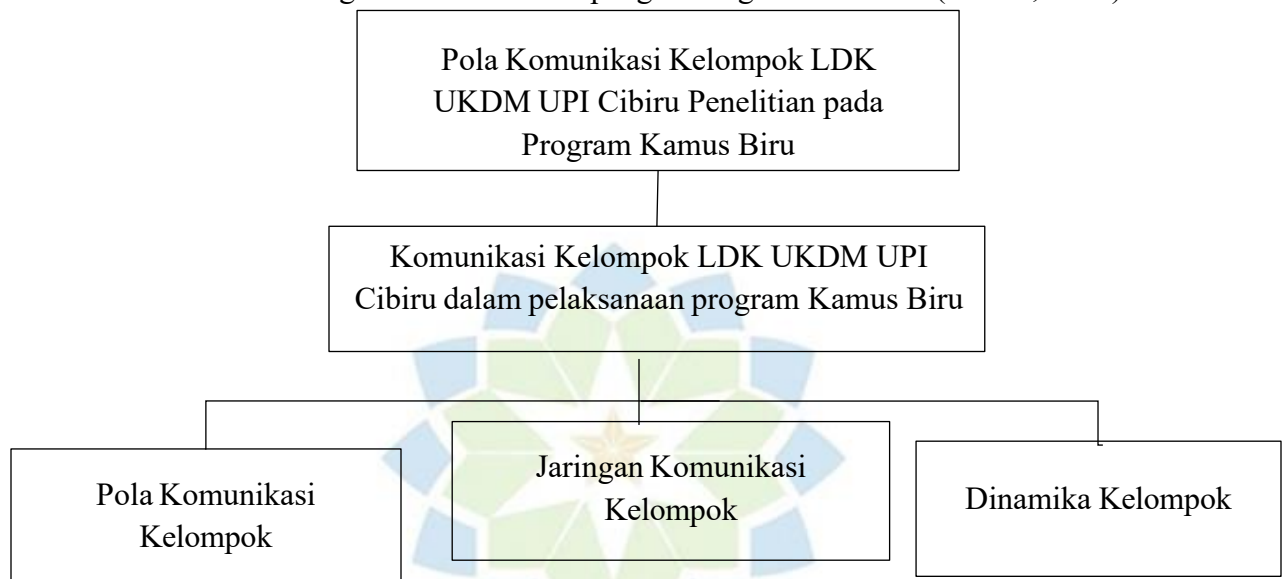 Pola Komunikasi Kelompok LDK
UKDM UPI Cibiru Penelitian pada
Program Kamus Biru
Komunikasi Kelompok LDK UKDM UPI
Cibiru dalam pelaksanaan program Kamus Biru
Pola Komunikasi
Kelompok
Jaringan Komunikasi
Kelompok
Dinamika Kelompok